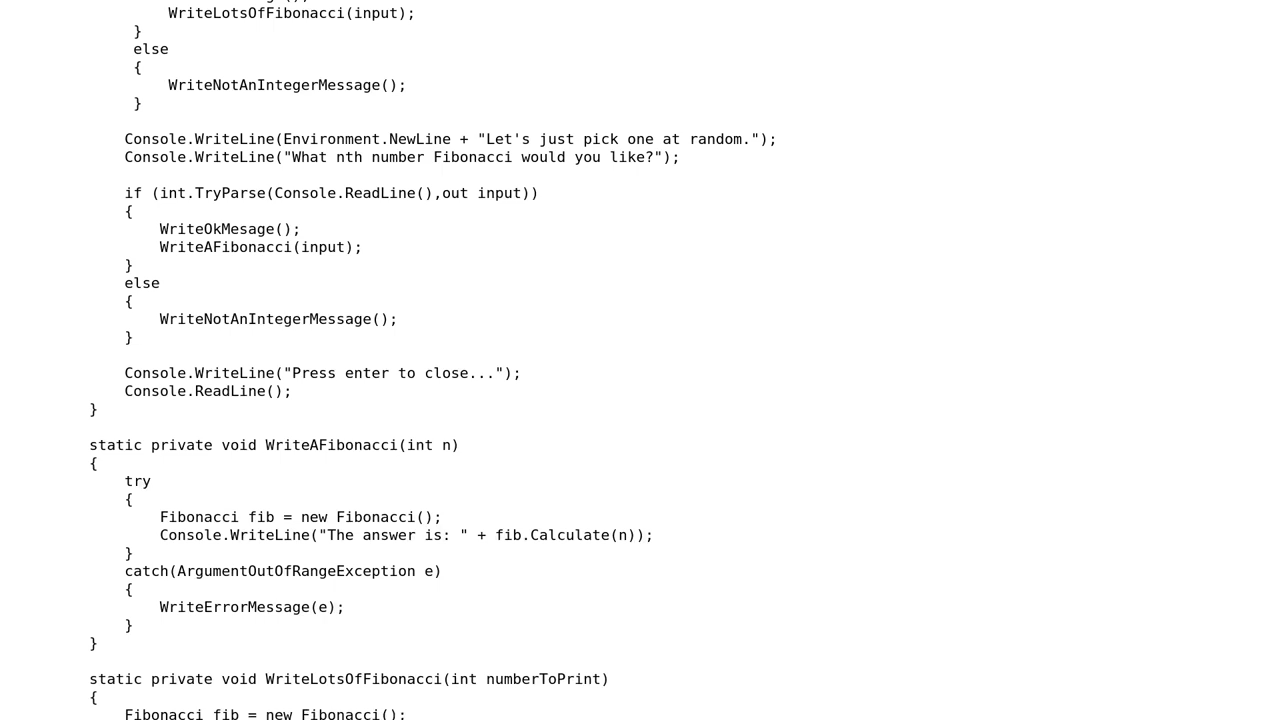 WriteLotsOfFibonacci(input);
}
else
{
WriteNotAnIntegerMessage();
}
Console.WriteLine(Environment.NewLine + "Let's just pick one at random.");
Console.WriteLine("What nth number Fibonacci would you like?");
if (int.TryParse(Console.ReadLine(),out input))
{
WriteOkMesage();
WriteAFibonacci(input);
}
else
{
WriteNotAnIntegerMessage();
}
Console.WriteLine("Press enter to close...");
Console.ReadLine();
}
static private void WriteAFibonacci(int n)
{
try
{
Fibonacci fib = new Fibonacci();
Console.WriteLine("The answer is: " + fib.Calculate(n));
}
catch(ArgumentOutOfRangeException e)
{
WriteErrorMessage(e);
}
}
static private void WriteLotsOfFibonacci(int numberToPrint)
{
Fibonacci fib = new Fibonacci();